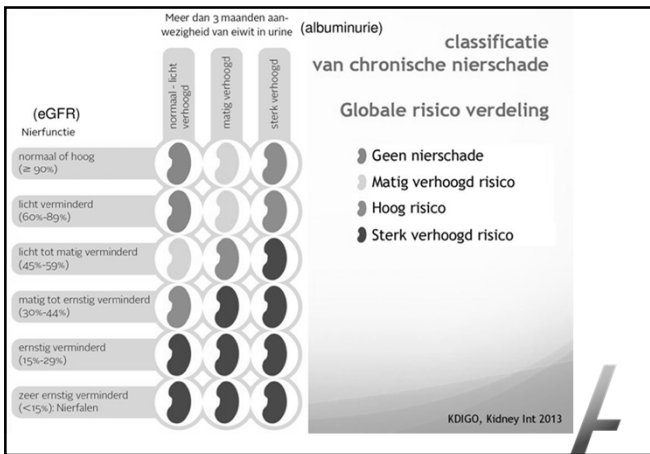 Meer dan 3 maanden aan-
wezigheid van eiwit in urine
(albuminurie)
normaal - licht
verhoogd
matig verhoogd
sterk verhoogd
(eGFR)
Nierfunctie
normaal of hoog
(≥ 90%)
licht verminderd
(60%-89%)
licht tot matig verminderd
(45%-59%)
matig tot ernstig verminderd
(30%-44%)
ernstig verminderd
(15%-29%)
zeer ernstig verminderd
(<15%): Nierfalen
classificatie
van chronische nierschade
Globale risico verdeling
Geen nierschade
Matig verhoogd risico
Hoog risico
Sterk verhoogd risico
KDIGO, Kidney Int 2013